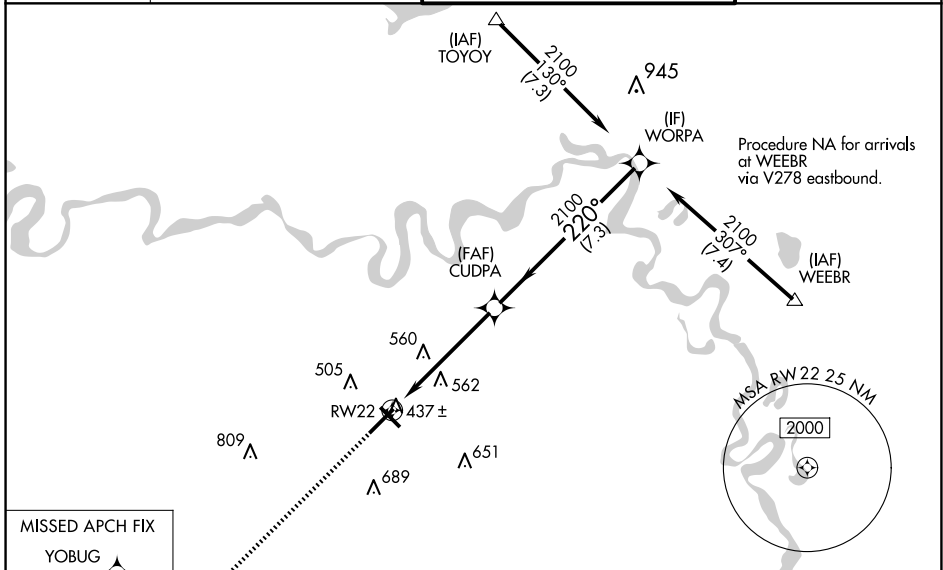 (IAF)
TOYOY
2100
130°
(7.3)
945
(IF)
WORPA
Procedure NA for arrivals
at WEEBR
via V278 eastbound.
2100
220°
(7.3)
2100
307°
(7.4)
(FAF)
CUDPA
(IAF)
WEEBR
560
505
562
RW22
437 ±
MSA RW22 25 NM
2000
809
651
689
MISSED APCH FIX
YOBUG